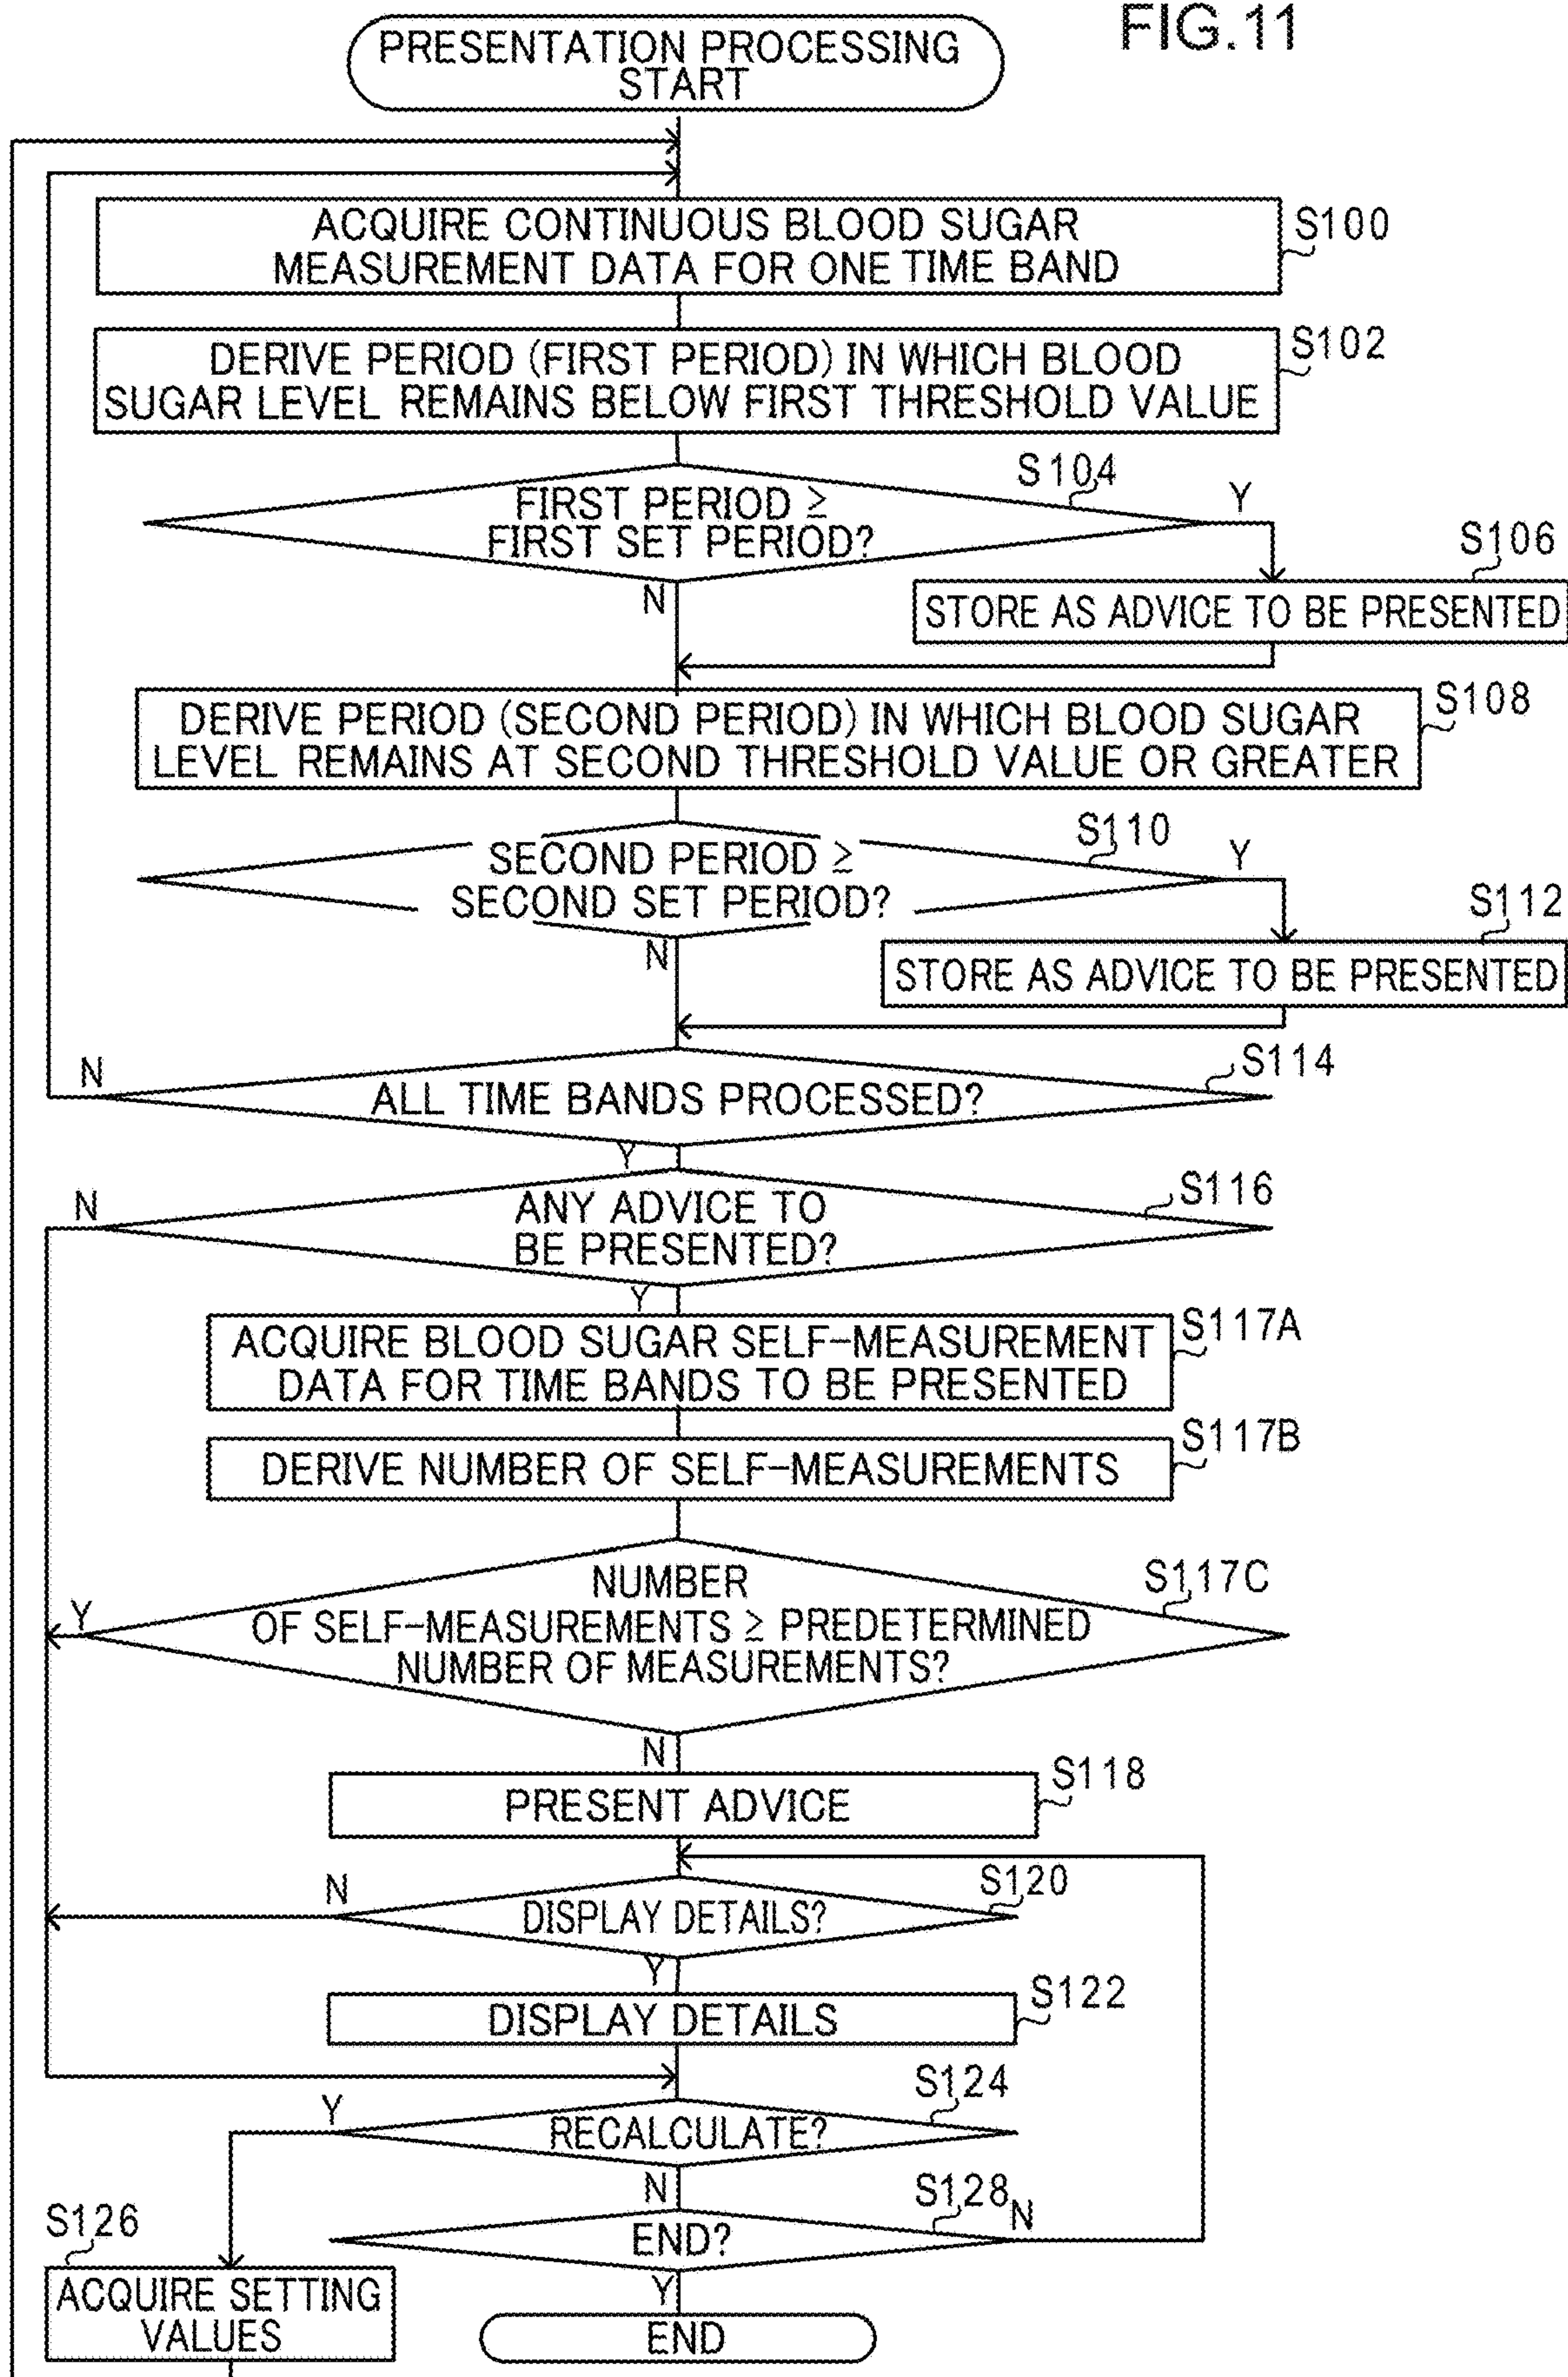 FIG.11
PRESENTATION PROCESSING
START
ACQUIRE CONTINUOUS BLOOD SUGAR
MEASUREMENT DATA FOR ONE TIME BAND
S100
DERIVE PERIOD (FIRST PERIOD) IN WHICH BLOOD
SUGAR LEVEL REMAINS BELOW FIRST THRESHOLD VALUE
S102
FIRST PERIOD ≧
FIRST SET PERIOD?
S104
Y
N
S106
STORE AS ADVICE TO BE PRESENTED
DERIVE PERIOD (SECOND PERIOD) IN WHICH BLOOD SUGAR
LEVEL REMAINS AT SECOND THRESHOLD VALUE OR GREATER
S108
SECOND PERIOD ≧
SECOND SET PERIOD?
S110
Y
N
S112
STORE AS ADVICE TO BE PRESENTED
N
ALL TIME BANDS PROCESSED?
S114
Y
N
ANY ADVICE TO
BE PRESENTED?
S116
Y
ACQUIRE BLOOD SUGAR SELF-MEASUREMENT
DATA FOR TIME BANDS TO BE PRESENTED
S117A
DERIVE NUMBER OF SELF-MEASUREMENTS
S117B
Y
NUMBER
OF SELF-MEASUREMENTS ≧ PREDETERMINED
NUMBER OF MEASUREMENTS?
S117C
N
PRESENT ADVICE
S118
N
DISPLAY DETAILS?
S120
Y
DISPLAY DETAILS
S122
Y
RECALCULATE?
S124
N
S126
ACQUIRE SETTING
VALUES
END?
S128
N
Y
END